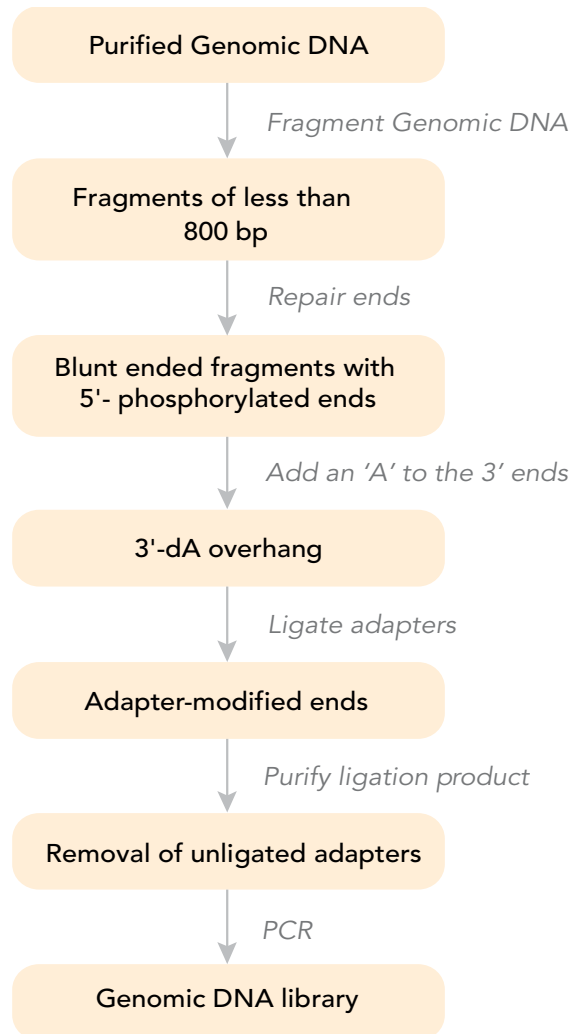 Purified Genomic DNA
Fragment Genomic DNA
Fragments of less than
800 bp
Repair ends
Blunt ended fragments with
5'- phosphorylated ends
Add an ‘A’ to the 3’ ends
3'-dA overhang
Ligate adapters
Adapter-modified ends
Purify ligation product
Removal of unligated adapters
PCR
Genomic DNA library